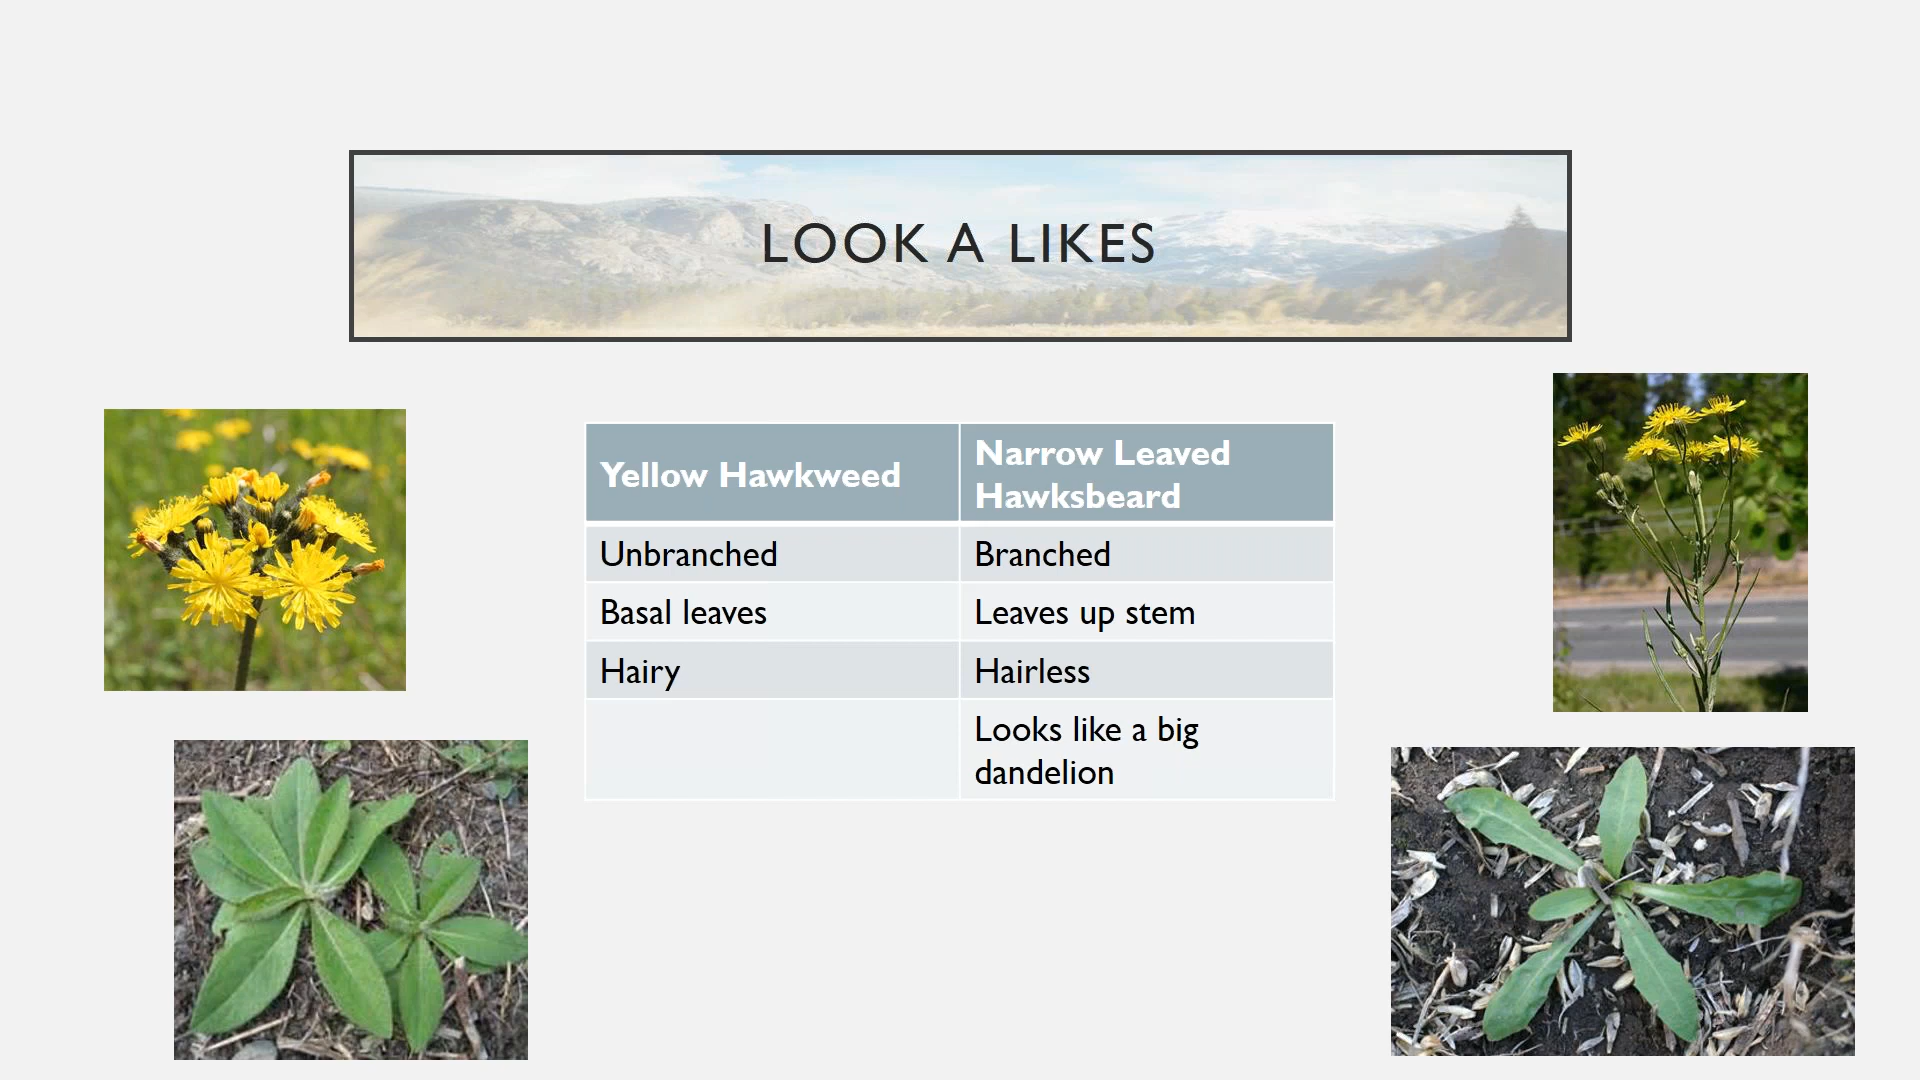 LOOK A LIKES
Yellow Hawkweed
Narrow Leaved
Hawksbeard
Unbranched
Branched
Basal leaves
Leaves up stem
Hairy
Hairless
Looks like a big
dandelion